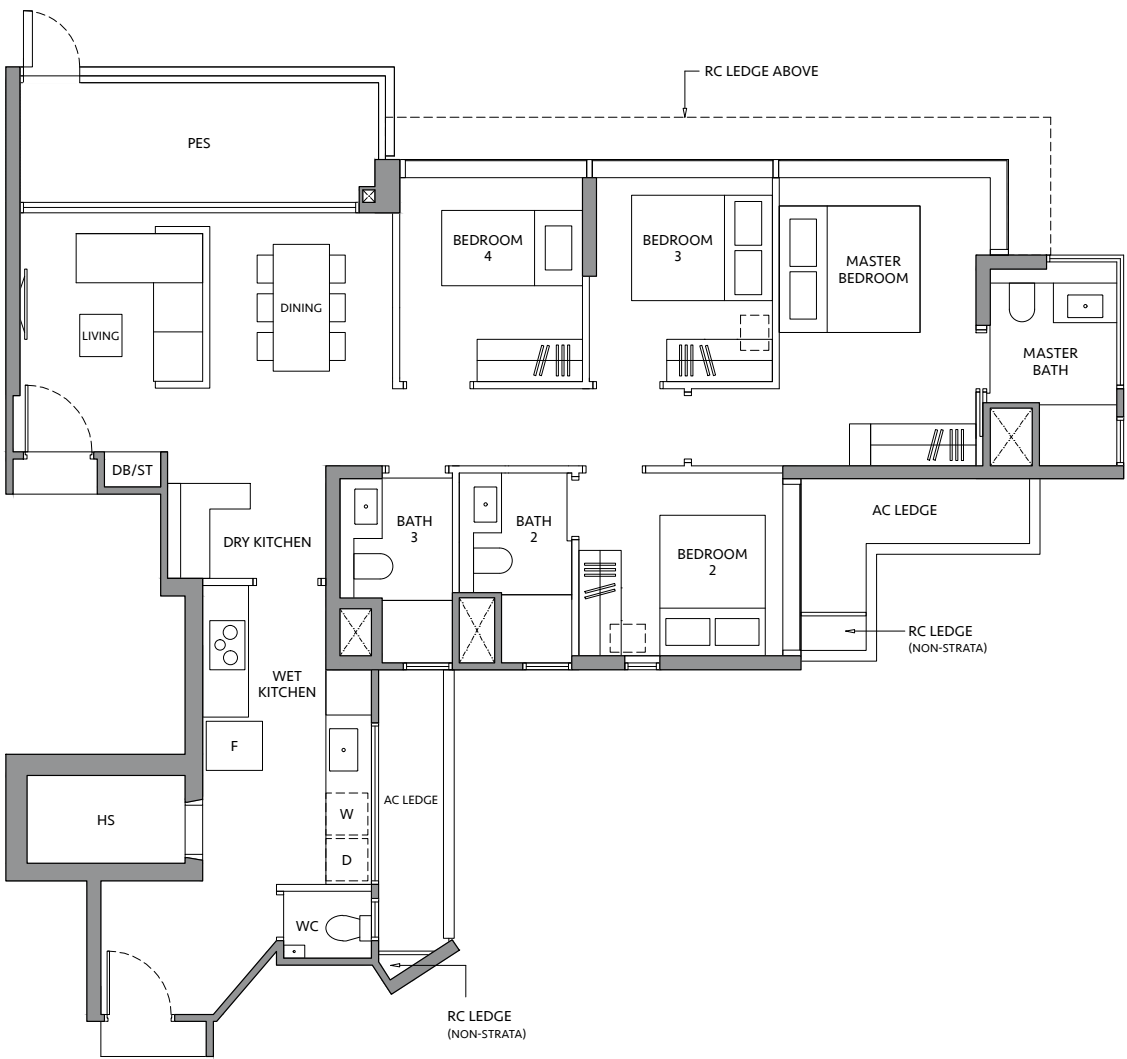 RC LEDGE ABOVE
PES
BEDROOM
4
BEDROOM
3
MASTER
BEDROOM
DINING
LIVING
MASTER
BATH
DB/ST
AC LEDGE
BATH
3
BATH
2
DRY KITCHEN
BEDROOM
2
RC LEDGE
(NON-STRATA)
WET
KITCHEN
F
AC LEDGE
W
HS
D
WC
RC LEDGE
(NON-STRATA)